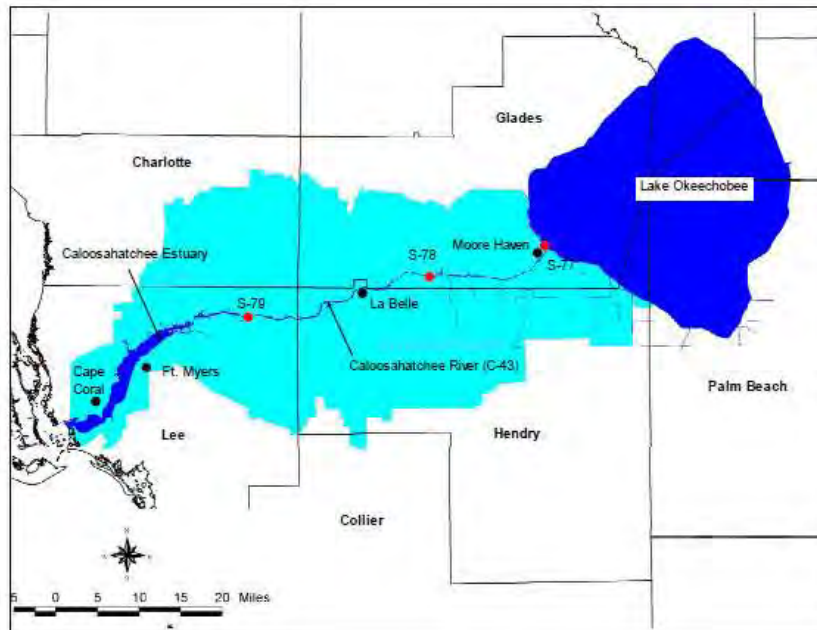 Glades
Charlotte
Lake Okeechobee
Moore Haven
Caloosahatchee Estuary
S-78
S-77
S-79
La Belle
Caloosahatchee River (C-43)
Cape
Coral
Ft. Myers
Palm Beach
Lee
Hendry
Collier
5 0 5 10 15 20 Miles